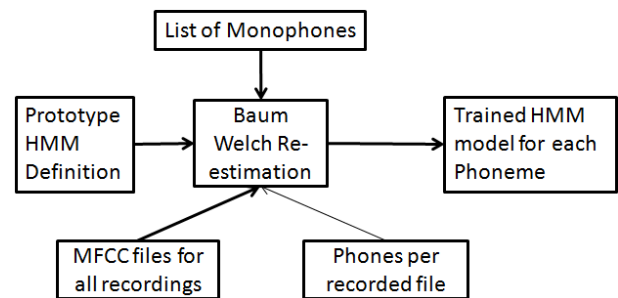 List of Monophones
Prototype
HMM
Definition
Baum
Welch Re-
estimation
Trained HMM
model for each
Phoneme
MFCC files for
all recordings
Phones per
recorded file